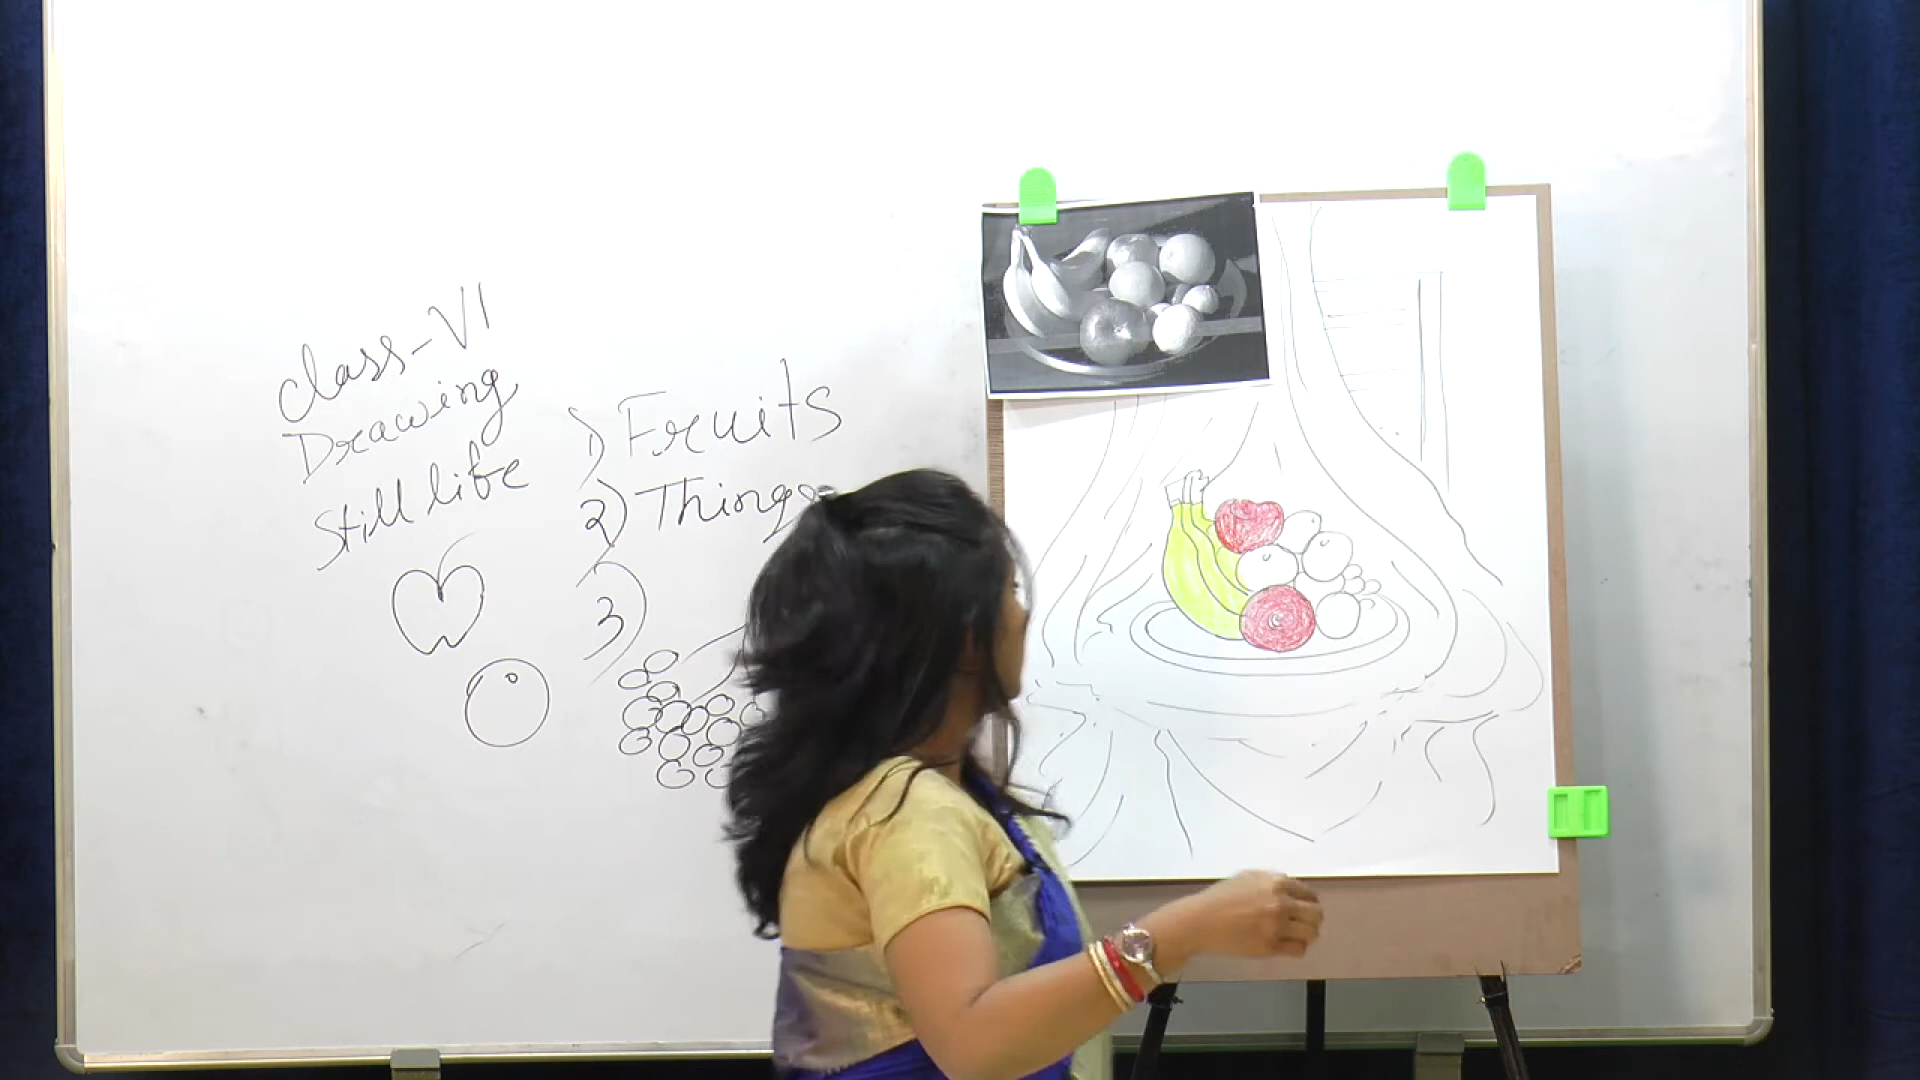 class-VI
Drawing
Still life
1) Fruits
2) Things
3)